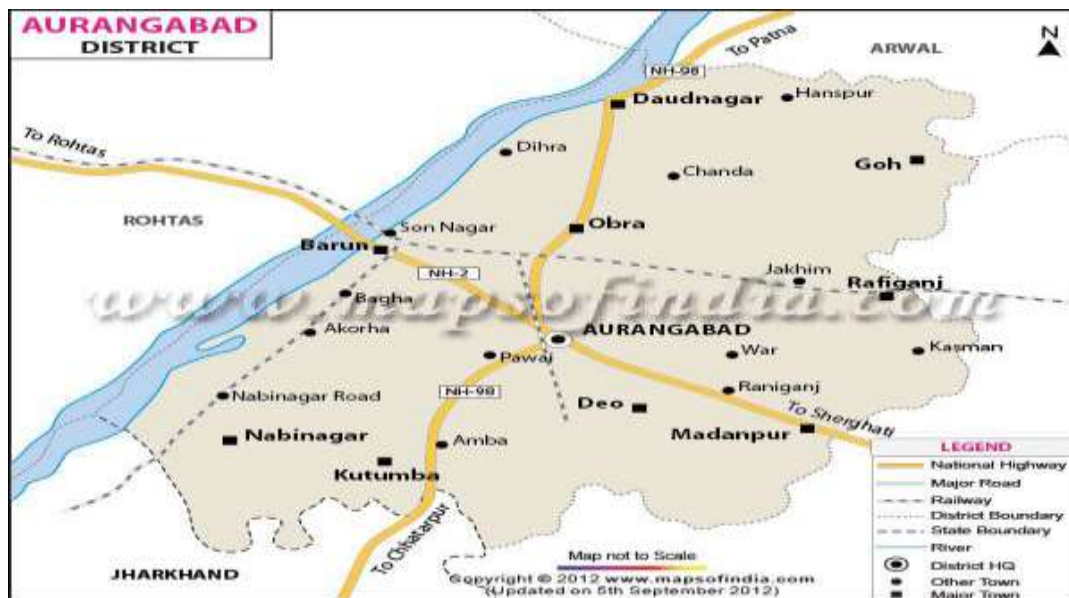 AURANGABAD
DISTRICT
To Patna
ARWAL
N
NH-98
Daudnagar
Hanspur
To Rohtas
Dihra
Goh
Chanda
ROHTAS
Son Nagar
Obra
Barun
NH-2
Jakhim
Rafiganj
www.mapsofindia.com
Bagha
Akorha
AURANGABAD
Pawai
War
Kasman
NH-98
Raniganj
Nabinagar Road
Deo
To Sherghati
Nabinagar
Amba
Madanpur
Kutumba
To Chhatarpur
JHARKHAND
Map not to Scale
Copyright © 2012 www.mapsofindia.com
(Updated on 5th September 2012)
LEGEND
National Highway
Major Road
Railway
District Boundary
State Boundary
River
District HQ
Other Town
Major Town